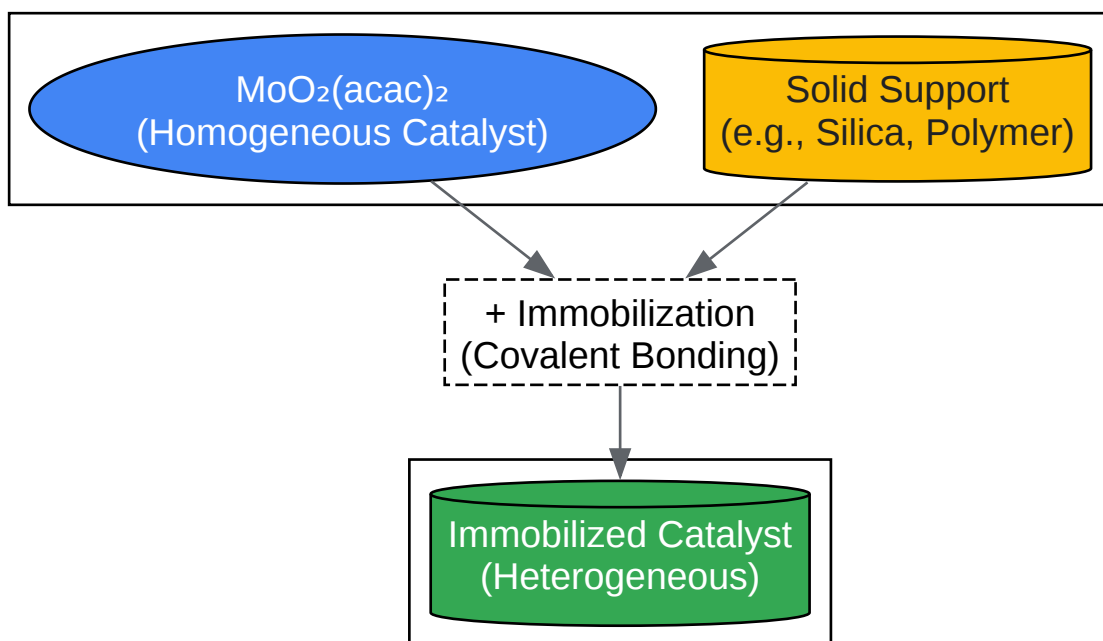 MoO₂(acac)₂
(Homogeneous Catalyst)
Solid Support
(e.g., Silica, Polymer)
+ Immobilization
(Covalent Bonding)
Immobilized Catalyst
(Heterogeneous)